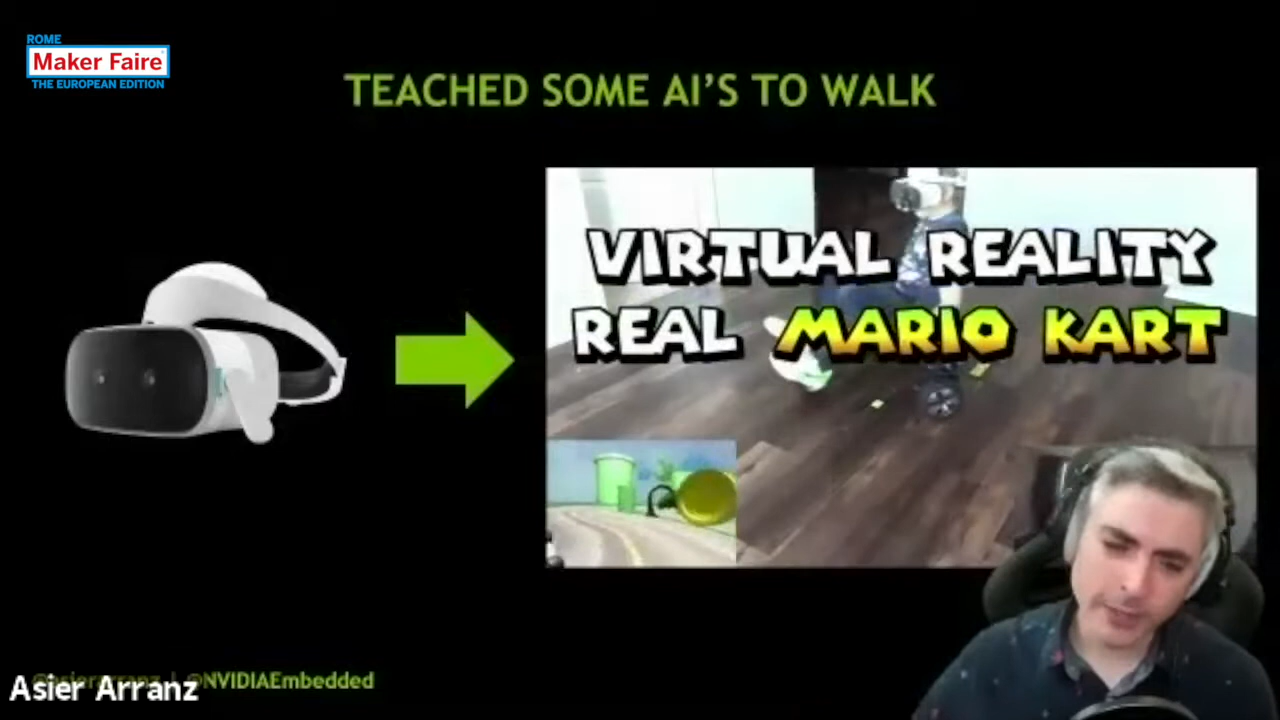 ROME
Maker Faire
THE EUROPEAN EDITION
TEACHED SOME AI'S TO WALK
VIRTUAL REALITY
REAL MARIO KART
@NVIDIAEmbedded
Asier Arranz